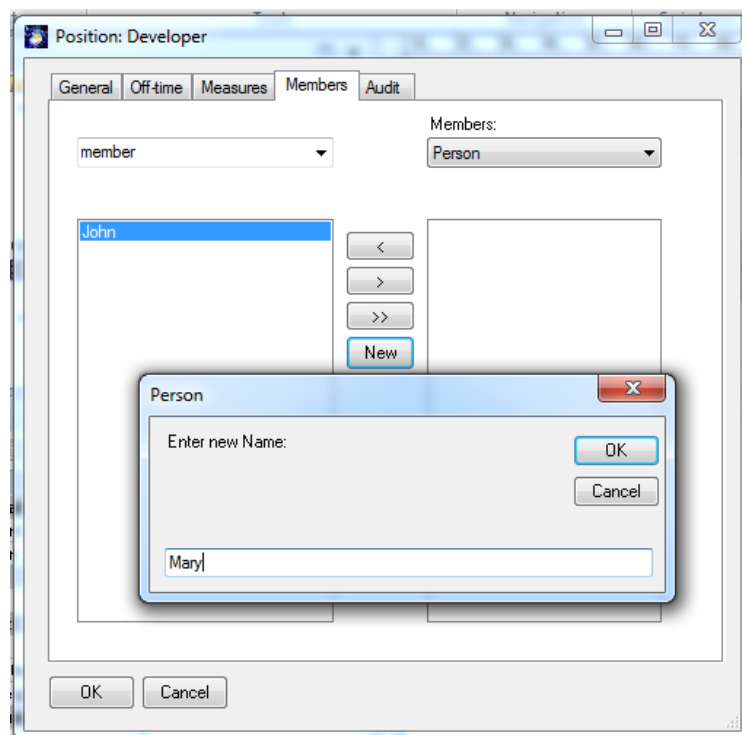 Position: Developer
General Off-time Measures Members Audit
Members:
member Person
John
<
>
>>
New
Person
Enter new Name:
OK
Cancel
Mary
OK Cancel